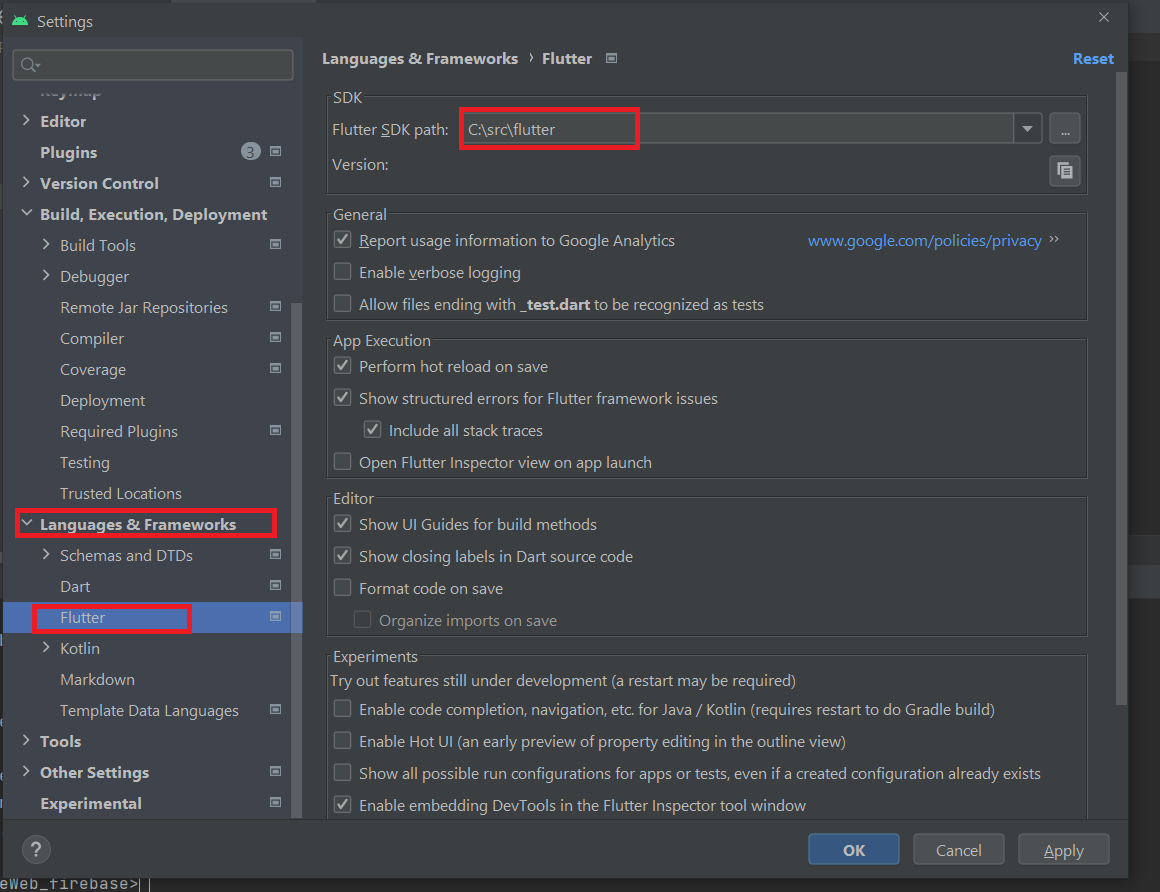 Settings
Languages & Frameworks › Flutter
Reset
Keymap
Editor
Plugins 3
Version Control
Build, Execution, Deployment
Build Tools
Debugger
Remote Jar Repositories
Compiler
Coverage
Deployment
Required Plugins
Testing
Trusted Locations
Languages & Frameworks
Schemas and DTDs
Dart
Flutter
Kotlin
Markdown
Template Data Languages
Tools
Other Settings
Experimental
SDK
Flutter SDK path: C:\src\flutter ...
Version:
General
Report usage information to Google Analytics www.google.com/policies/privacy »
Enable verbose logging
Allow files ending with _test.dart to be recognized as tests
App Execution
Perform hot reload on save
Show structured errors for Flutter framework issues
Include all stack traces
Open Flutter Inspector view on app launch
Editor
Show UI Guides for build methods
Show closing labels in Dart source code
Format code on save
Organize imports on save
Experiments
Try out features still under development (a restart may be required)
Enable code completion, navigation, etc. for Java / Kotlin (requires restart to do Gradle build)
Enable Hot UI (an early preview of property editing in the outline view)
Show all possible run configurations for apps or tests, even if a created configuration already exists
Enable embedding DevTools in the Flutter Inspector tool window
?
OK Cancel Apply
eWeb_firebase>